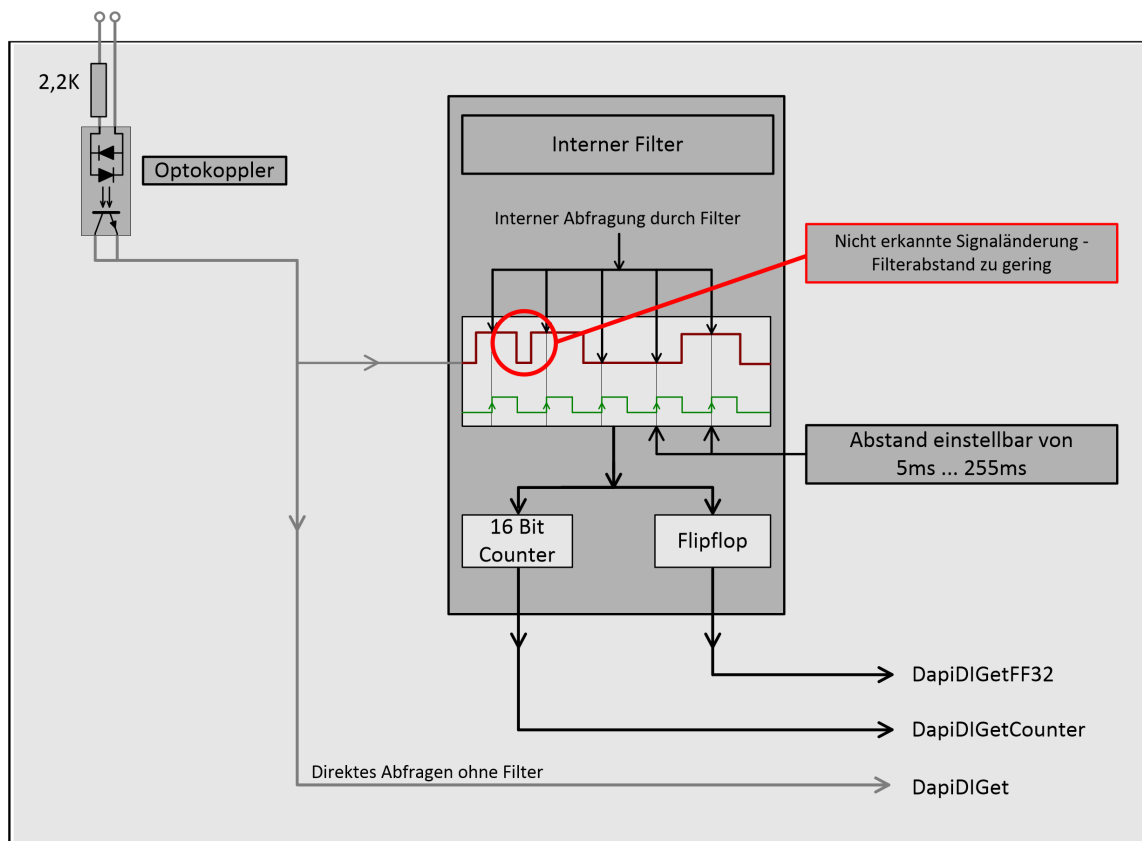 2,2K
Optokoppler
Interner Filter
Interner Abfragung durch Filter
Nicht erkannte Signaländerung -
Filterabstand zu gering
Abstand einstellbar von
5ms ... 255ms
16 Bit
Counter
Flipflop
DapiDIGetFF32
DapiDIGetCounter
Direktes Abfragen ohne Filter
DapiDIGet